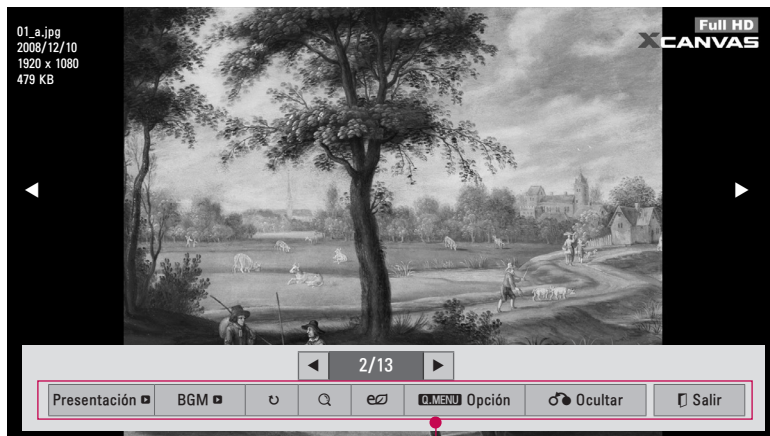 01_a.jpg
2008/12/10
1920 x 1080
479 KB
Full HD
XCANVAS
2/13
Presentación
BGM
Q.MENU Opción
Ocultar
Salir